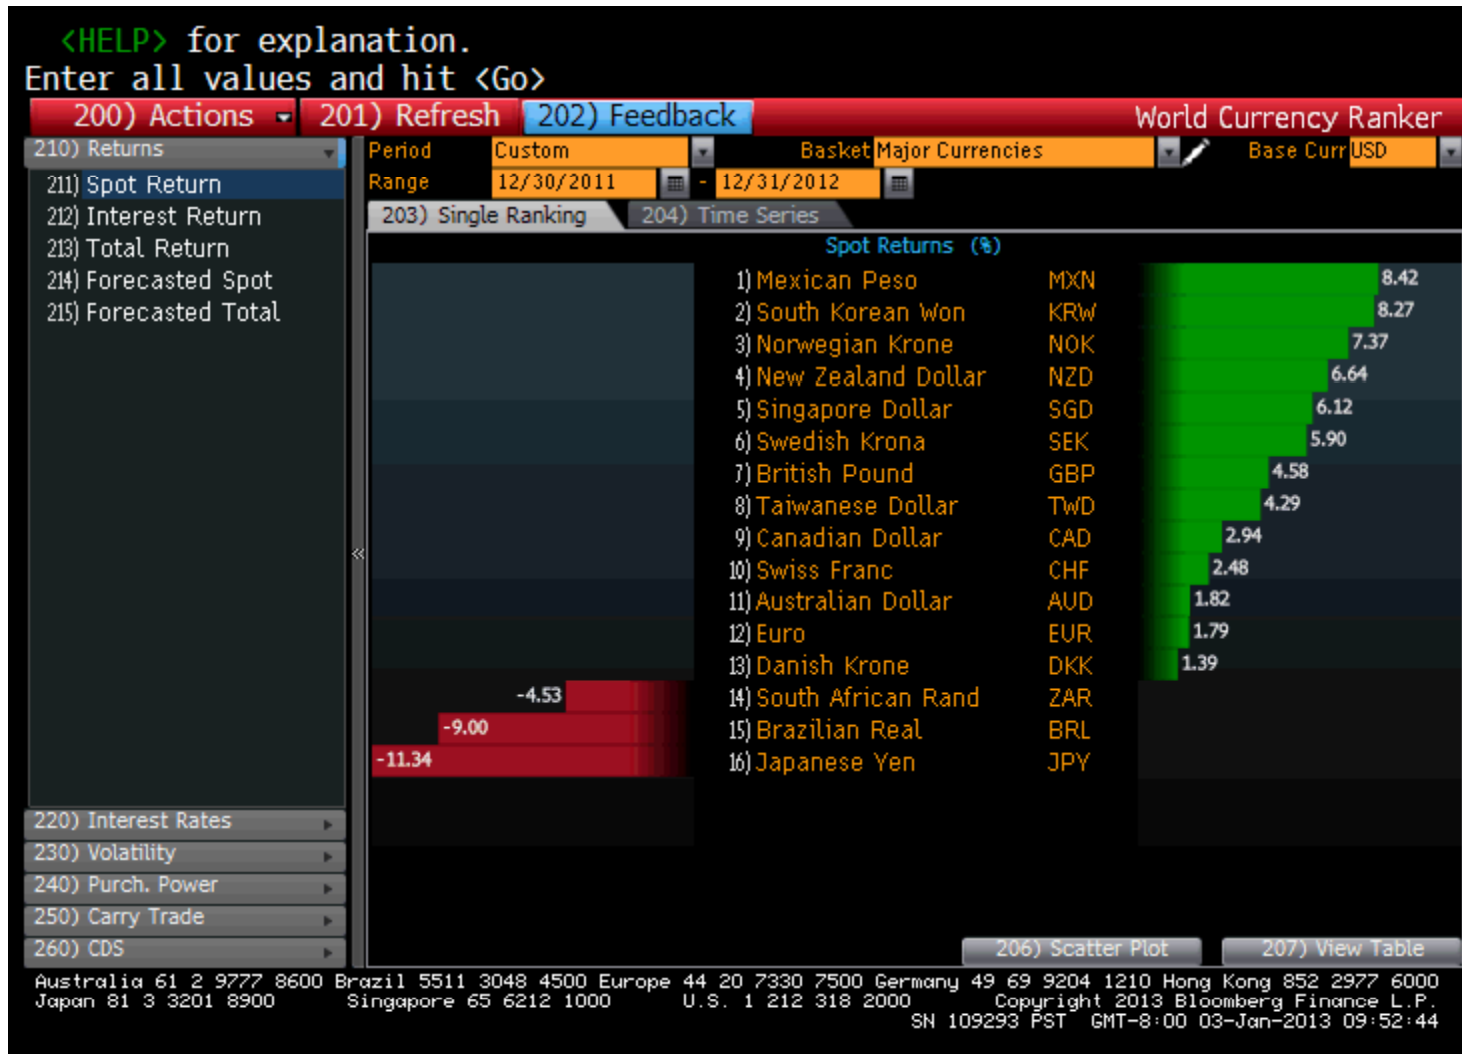 <HELP> for explanation.
Enter all values and hit <Go>
200) Actions 201) Refresh 202) Feedback World Currency Ranker
210) Returns
211) Spot Return
212) Interest Return
213) Total Return
214) Forecasted Spot
215) Forecasted Total
220) Interest Rates
230) Volatility
240) Purch. Power
250) Carry Trade
260) CDS
Period Custom Basket Major Currencies Base Curr USD
Range 12/30/2011 - 12/31/2012
203) Single Ranking 204) Time Series
Spot Returns (%)
1) Mexican Peso MXN 8.42
2) South Korean Won KRW 8.27
3) Norwegian Krone NOK 7.37
4) New Zealand Dollar NZD 6.64
5) Singapore Dollar SGD 6.12
6) Swedish Krona SEK 5.90
7) British Pound GBP 4.58
8) Taiwanese Dollar TWD 4.29
9) Canadian Dollar CAD 2.94
«
10) Swiss Franc CHF 2.48
11) Australian Dollar AUD 1.82
12) Euro EUR 1.79
13) Danish Krone DKK 1.39
-4.53 14) South African Rand ZAR
-9.00 15) Brazilian Real BRL
-11.34 16) Japanese Yen JPY
206) Scatter Plot 207) View Table
Australia 61 2 9777 8600 Brazil 5511 3048 4500 Europe 44 20 7330 7500 Germany 49 69 9204 1210 Hong Kong 852 2977 6000
Japan 81 3 3201 8900 Singapore 65 6212 1000 U.S. 1 212 318 2000 Copyright 2013 Bloomberg Finance L.P.
SN 109293 PST GMT-8:00 03-Jan-2013 09:52:44